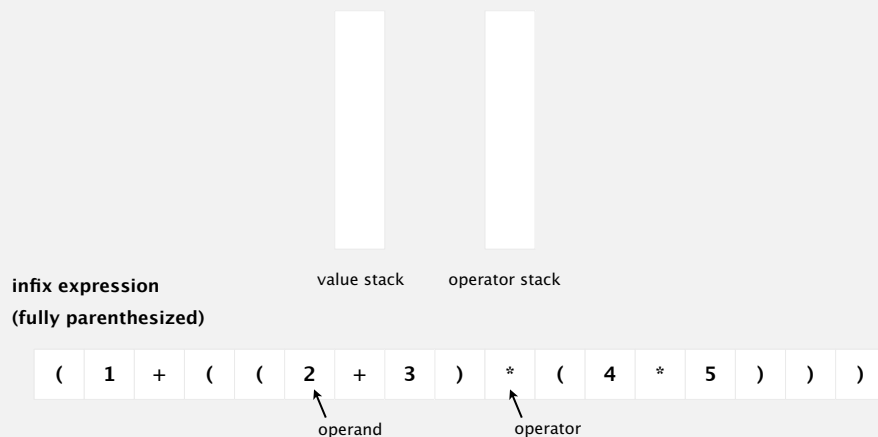 value stack operator stack
infix expression
(fully parenthesized)
( 1 + ( ( 2 + 3 ) * ( 4 * 5 ) ) )
operand operator